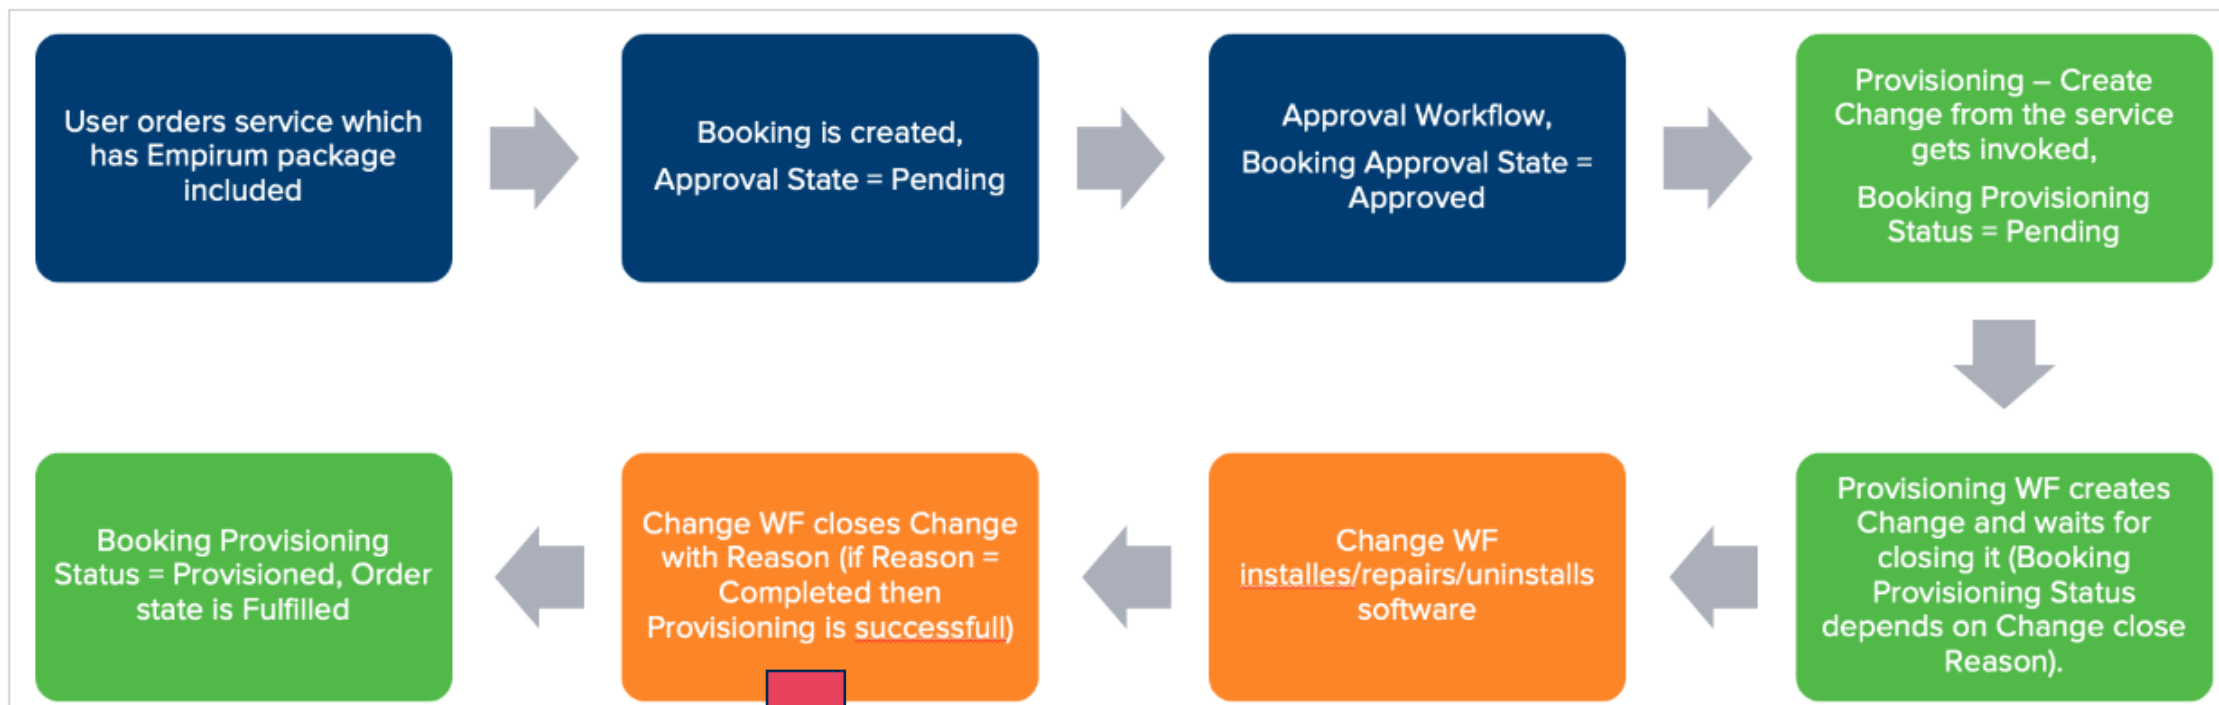 User orders service which
has Empirum package
included
Booking is created,
Approval State = Pending
Approval Workflow,
Booking Approval State =
Approved
Provisioning – Create
Change from the service
gets invoked,
Booking Provisioning
Status = Pending
Provisioning WF creates
Change and waits for
closing it (Booking
Provisioning Status
depends on Change close
Reason).
Change WF
installes/repairs/uninstalls
software
Change WF closes Change
with Reason (if Reason =
Completed then
Provisioning is successfull)
Booking Provisioning
Status = Provisioned, Order
state is Fulfilled